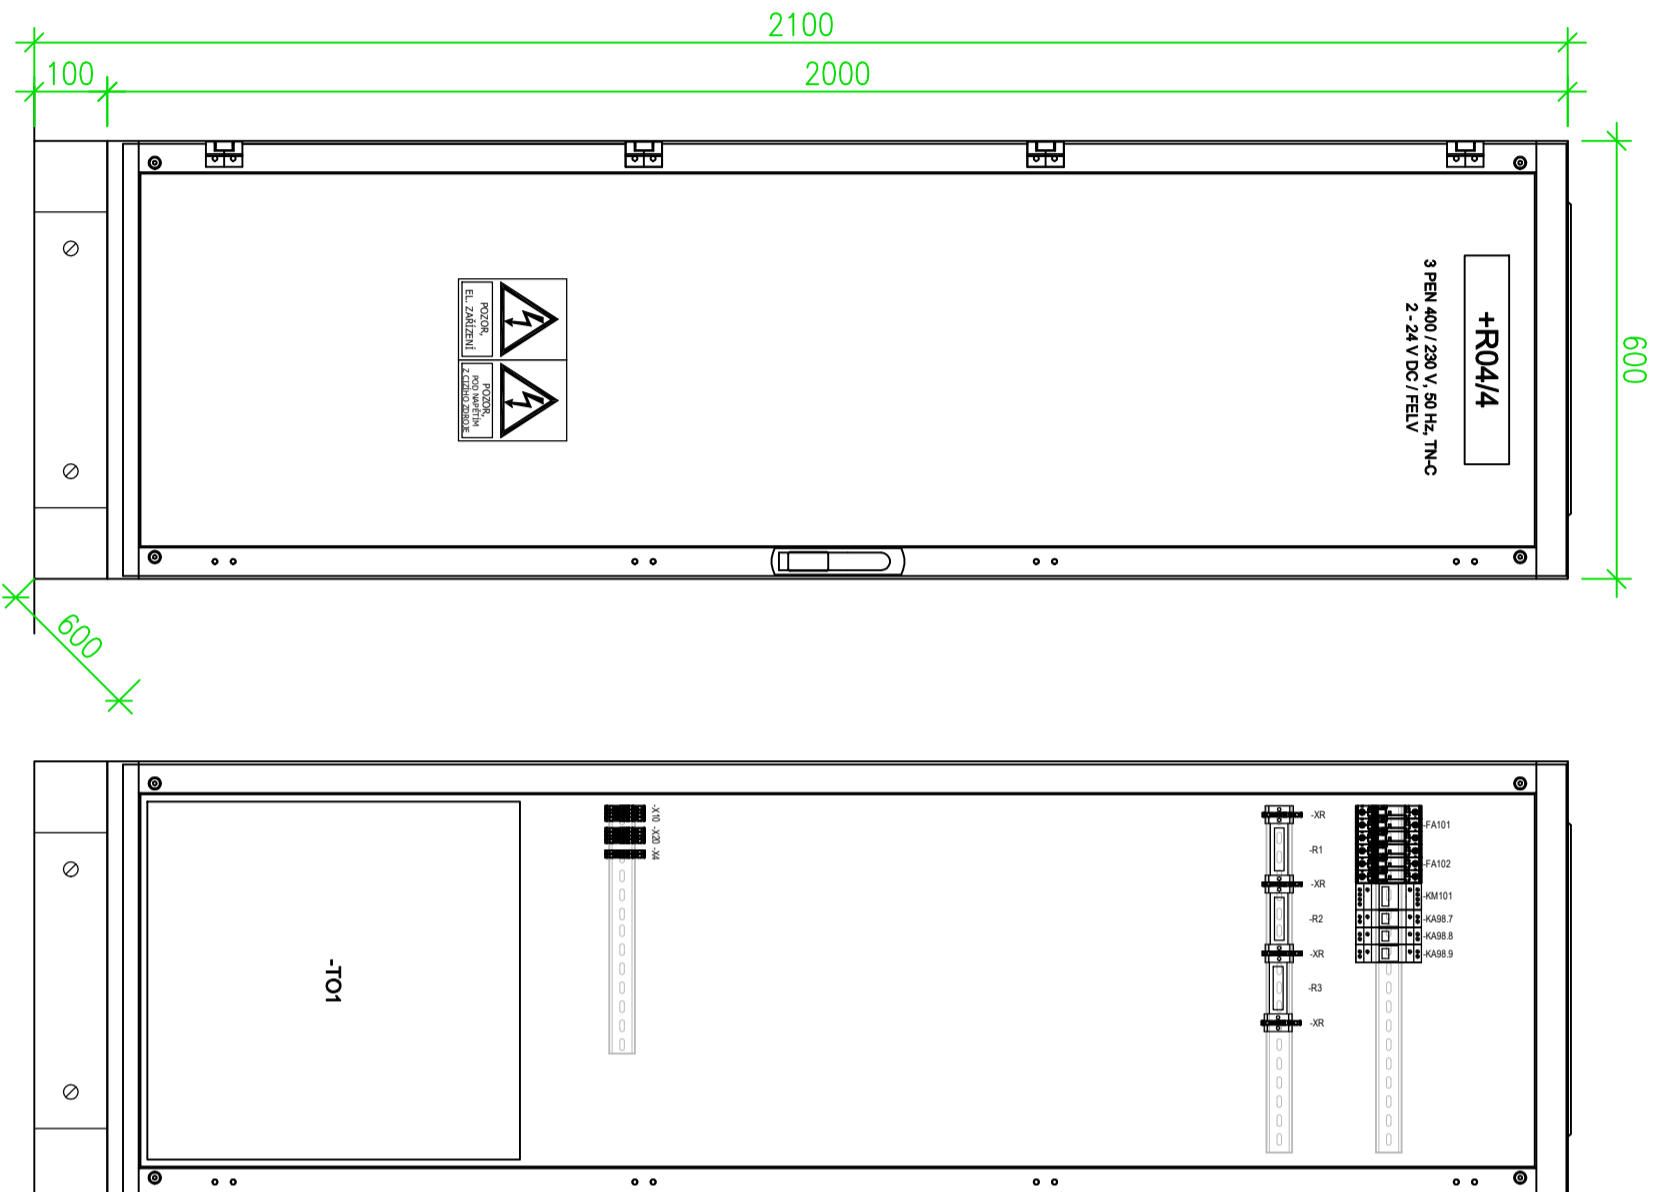 2100
100
2000
600
+R04/4
3 PEN 400 / 230 V, 50 Hz, TN-C
2 - 24 V DC / FELV
POZOR,
EL. ZAŘÍZENÍ
POZOR,
POD NAPĚTÍM
Z CIZÍHO ZDROJE
600
-TO1
-X10 -X20 -X4
-XR
-R1
-XR
-R2
-XR
-R3
-XR
-FA101
-FA102
-KM101
-KA98.7
-KA98.8
-KA98.9